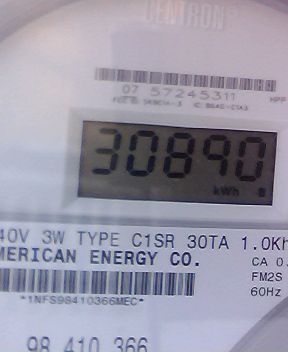 CENTRON
07 57245311
30890
kWh
40V 3W TYPE C1SR 30TA 1.0Kh
MERICAN ENERGY CO.
CA 0.
FM2S
60Hz
*1NFS98410366MEC*
98 410 366